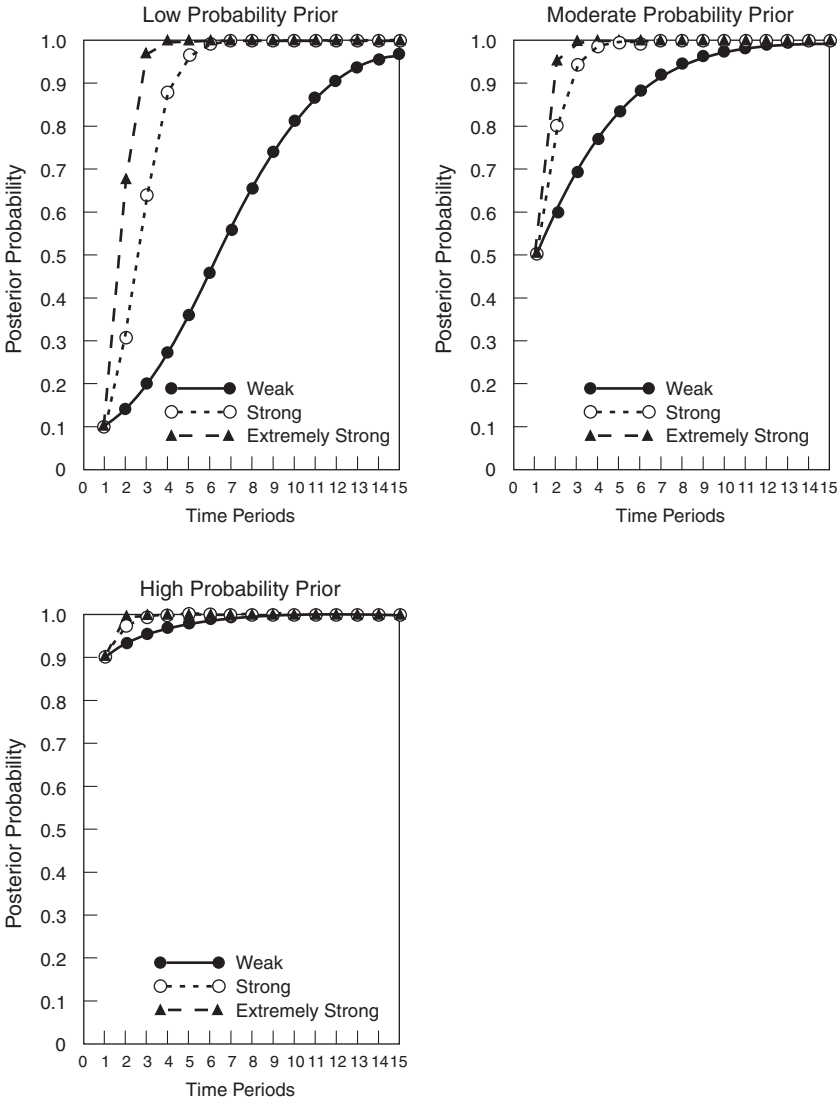 Low Probability Prior
1.0
0.9
0.8
0.7
0.6
0.5
0.4
0.3
0.2
0.1
0
Posterior Probability
Weak
Strong
Extremely Strong
0 1 2 3 4 5 6 7 8 9 10 11 12 13 14 15
Time Periods
Moderate Probability Prior
1.0
0.9
0.8
0.7
0.6
0.5
0.4
0.3
0.2
0.1
0
Posterior Probability
Weak
Strong
Extremely Strong
0 1 2 3 4 5 6 7 8 9 10 11 12 13 14 15
Time Periods
High Probability Prior
1.0
0.9
0.8
0.7
0.6
0.5
0.4
0.3
0.2
0.1
0
Posterior Probability
Weak
Strong
Extremely Strong
0 1 2 3 4 5 6 7 8 9 10 11 12 13 14 15
Time Periods